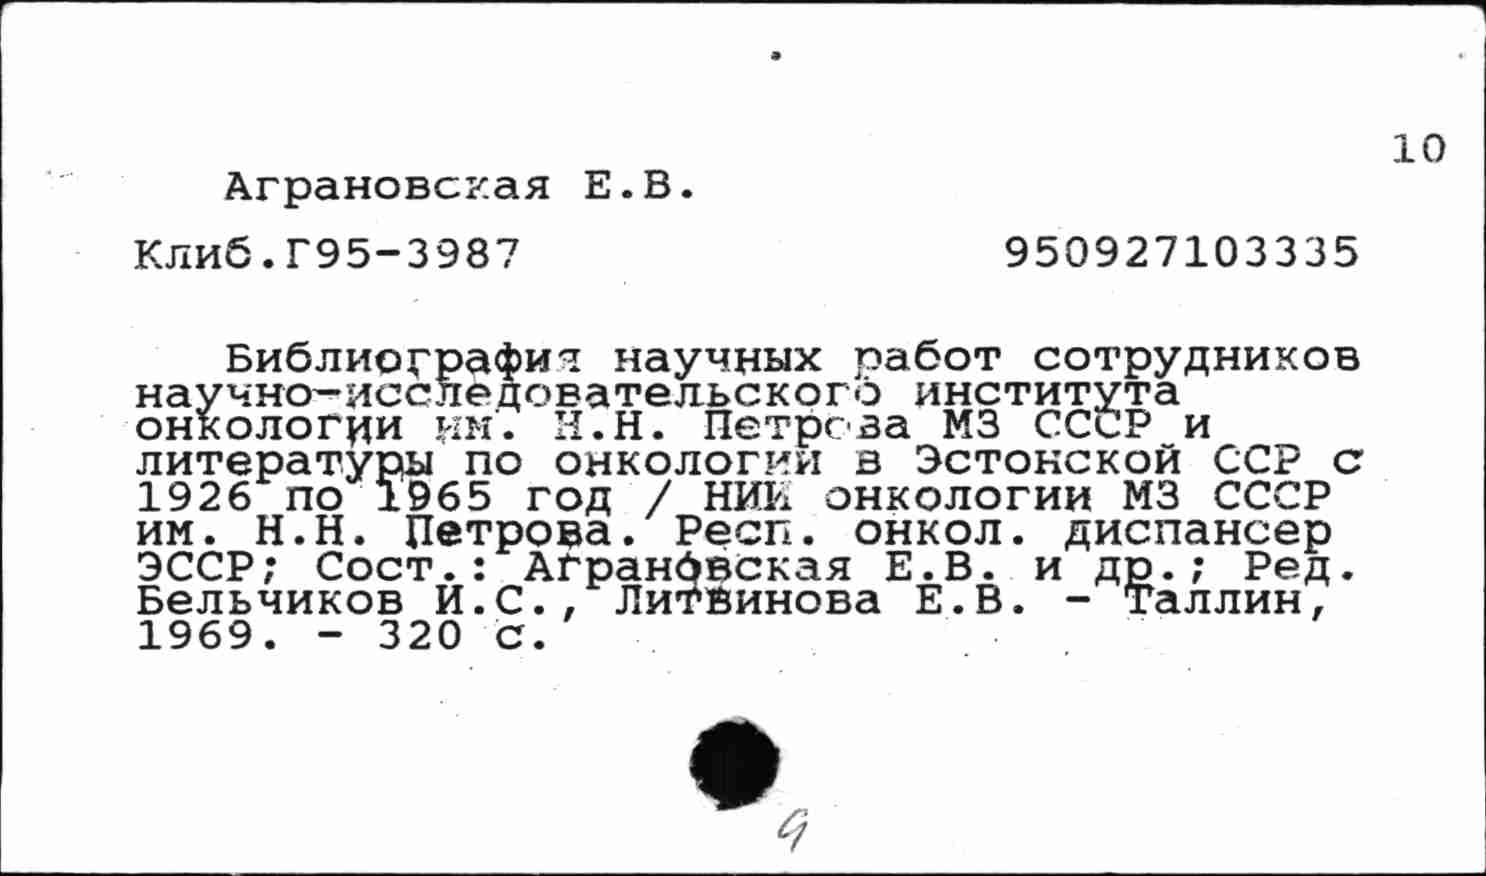 10
Аграновская Е.В.
Клиб.Г95-3987 950927103335
Библиография научных работ сотрудников
научно-исследовательского института
онкологии им. Н.Н. Петрова МЗ СССР и
литературы по онкологии в Эстонской ССР с
1926 по 1965 год / НИИ онкологии МЗ СССР
им. Н.Н. Петрова. Респ. онкол. диспансер
ЭССР; Сост.: Аграновская Е.В. и др.; Ред.
Бельчиков И.С., Литвинова Е.В. - Таллин,
1969. - 320 с.
9